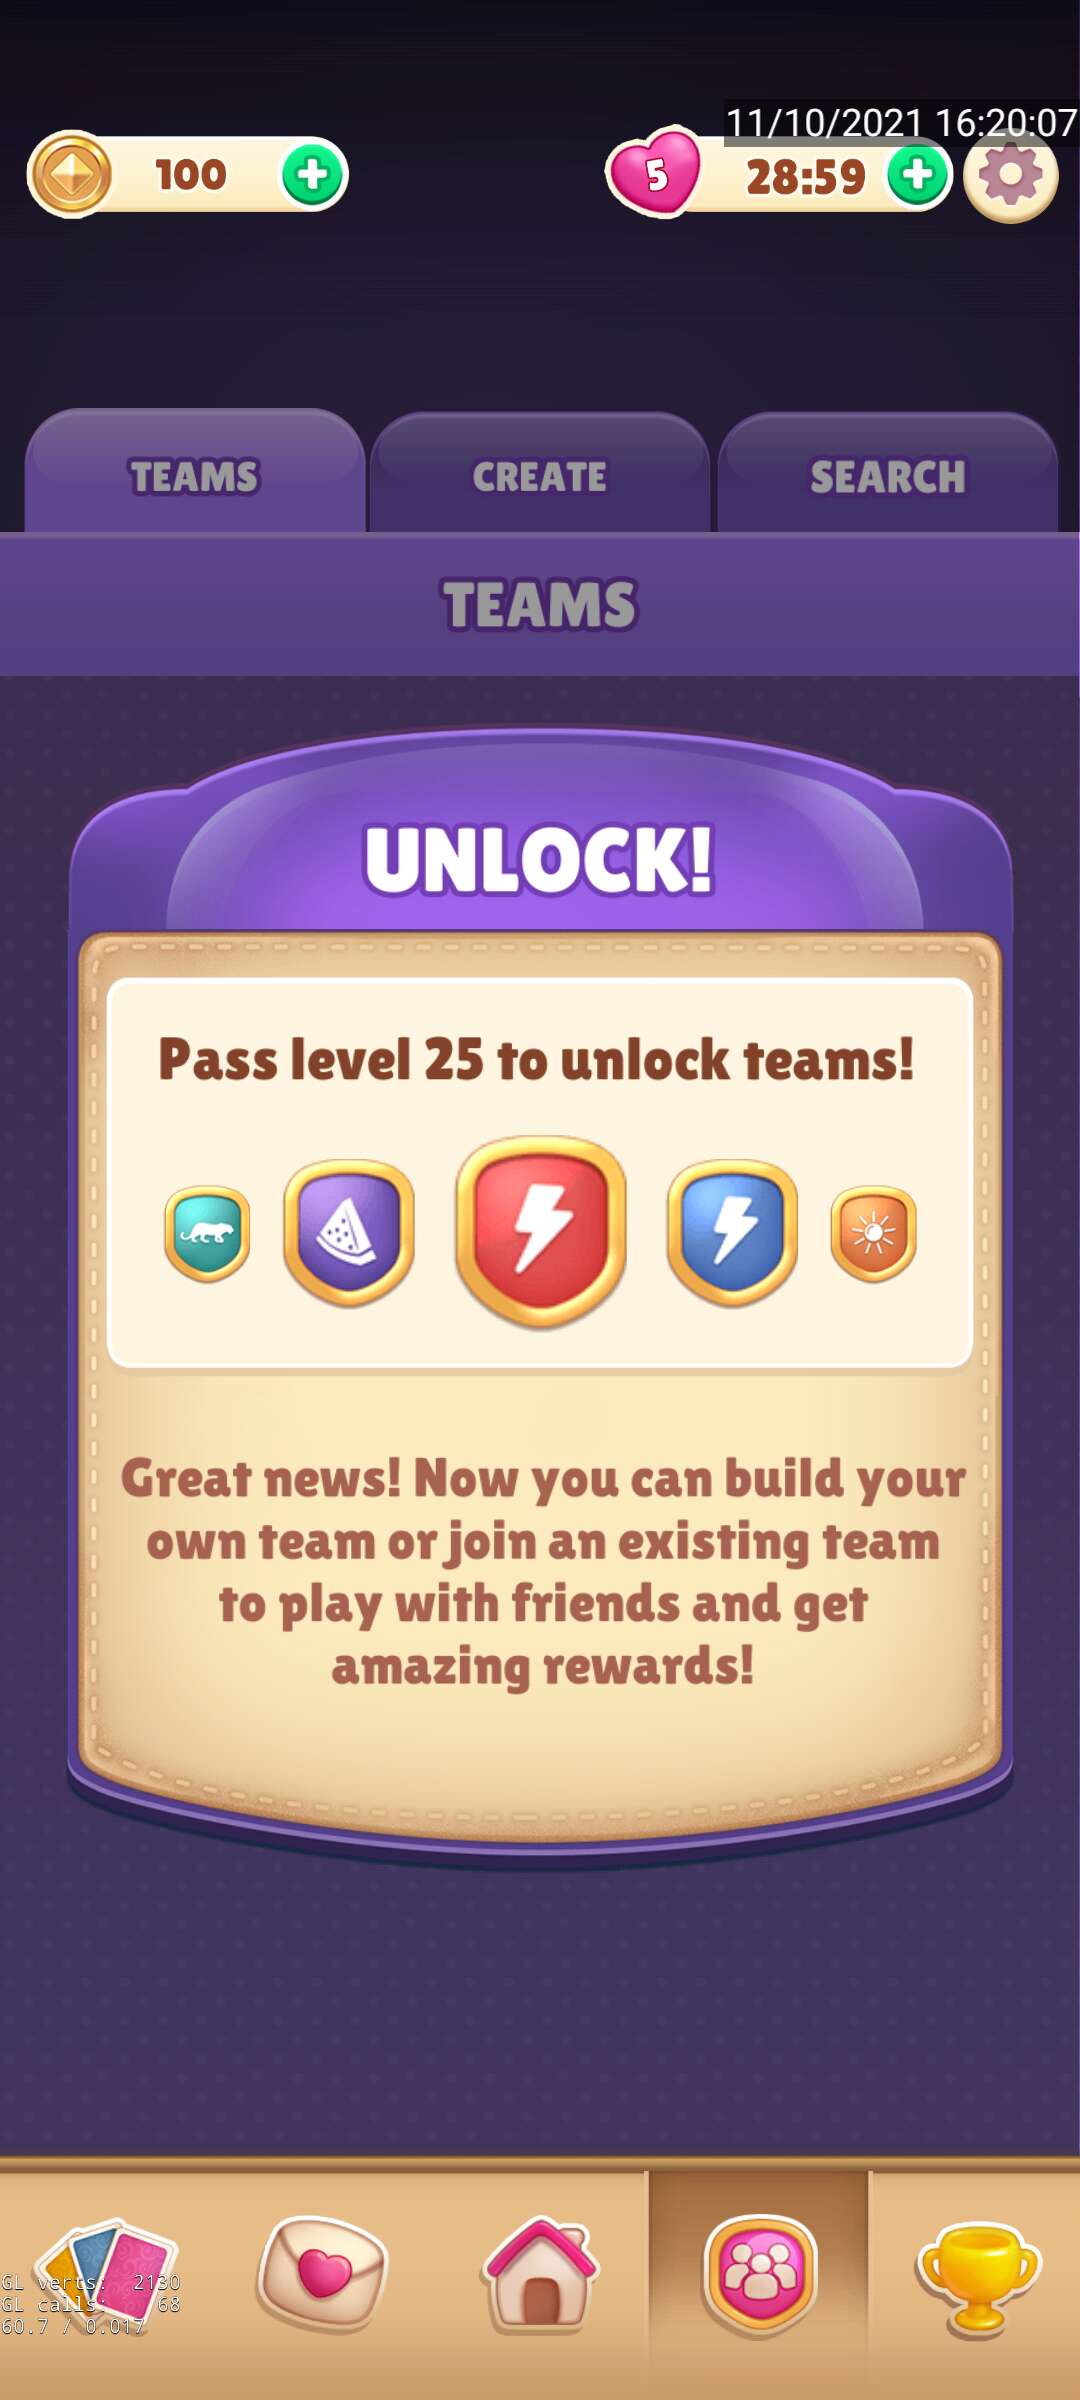 11/10/2021 16:20:07
100
5
28:59
TEAMS
CREATE
SEARCH
TEAMS
UNLOCK!
Pass level 25 to unlock teams!
Great news! Now you can build your
own team or join an existing team
to play with friends and get
amazing rewards!
GL verts: 2130
GL calls: 68
60.7 / 0.017